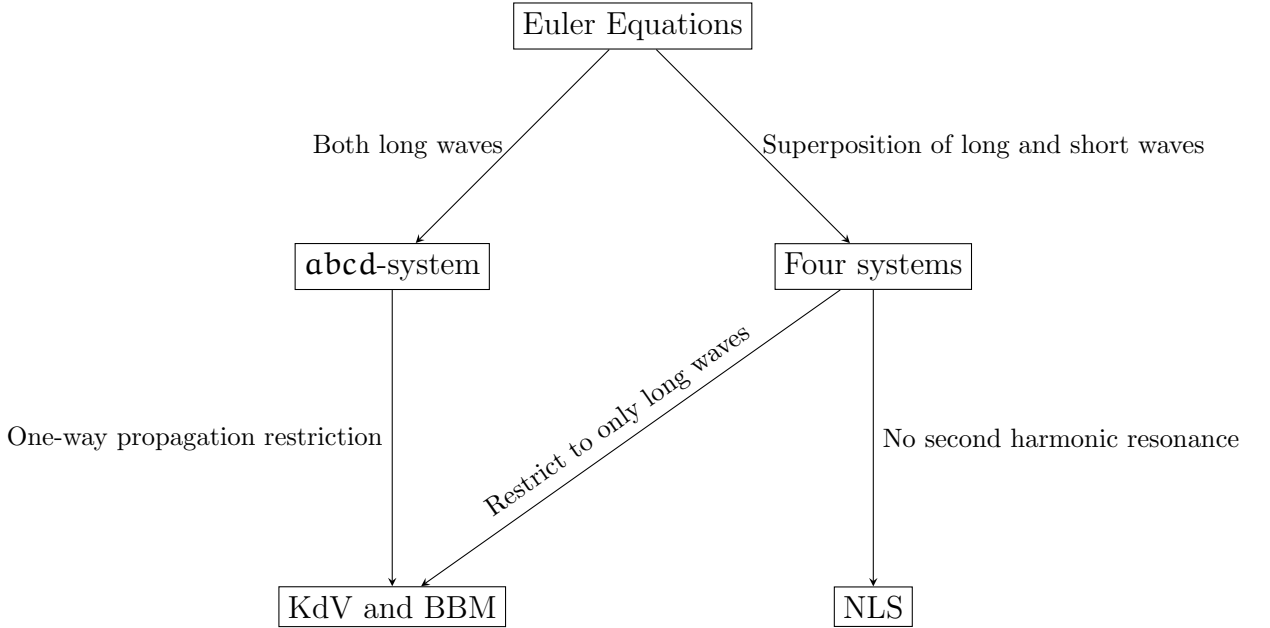 Euler Equations
Both long waves
Superposition of long and short waves
𝔞𝔟𝔠𝔡-system
Four systems
Restrict to only long waves
One-way propagation restriction
No second harmonic resonance
KdV and BBM
NLS